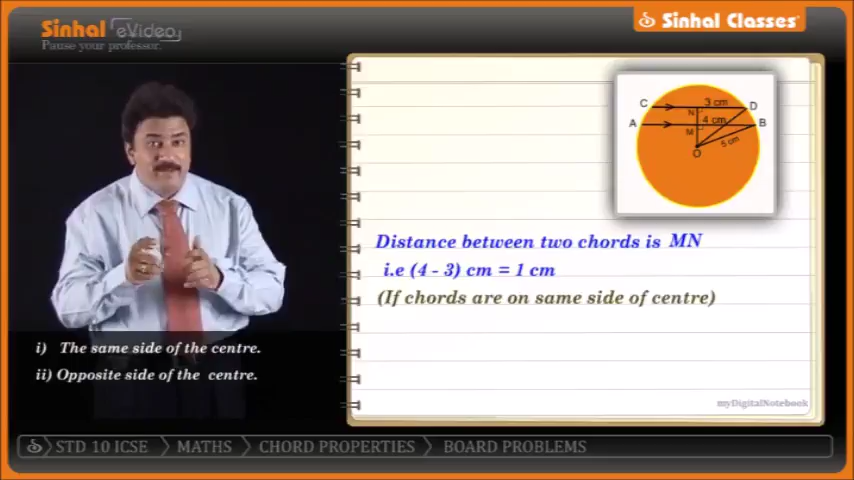 Sinhal eVideo
Pause your professor.
Sinhal Classes
C
3 cm
D
N
A
4 cm
B
M
O
5 cm
Distance between two chords is MN
i.e (4 - 3) cm = 1 cm
(If chords are on same side of centre)
i) The same side of the centre.
ii) Opposite side of the centre.
myDigitalNotebook
STD 10 ICSE MATHS CHORD PROPERTIES BOARD PROBLEMS